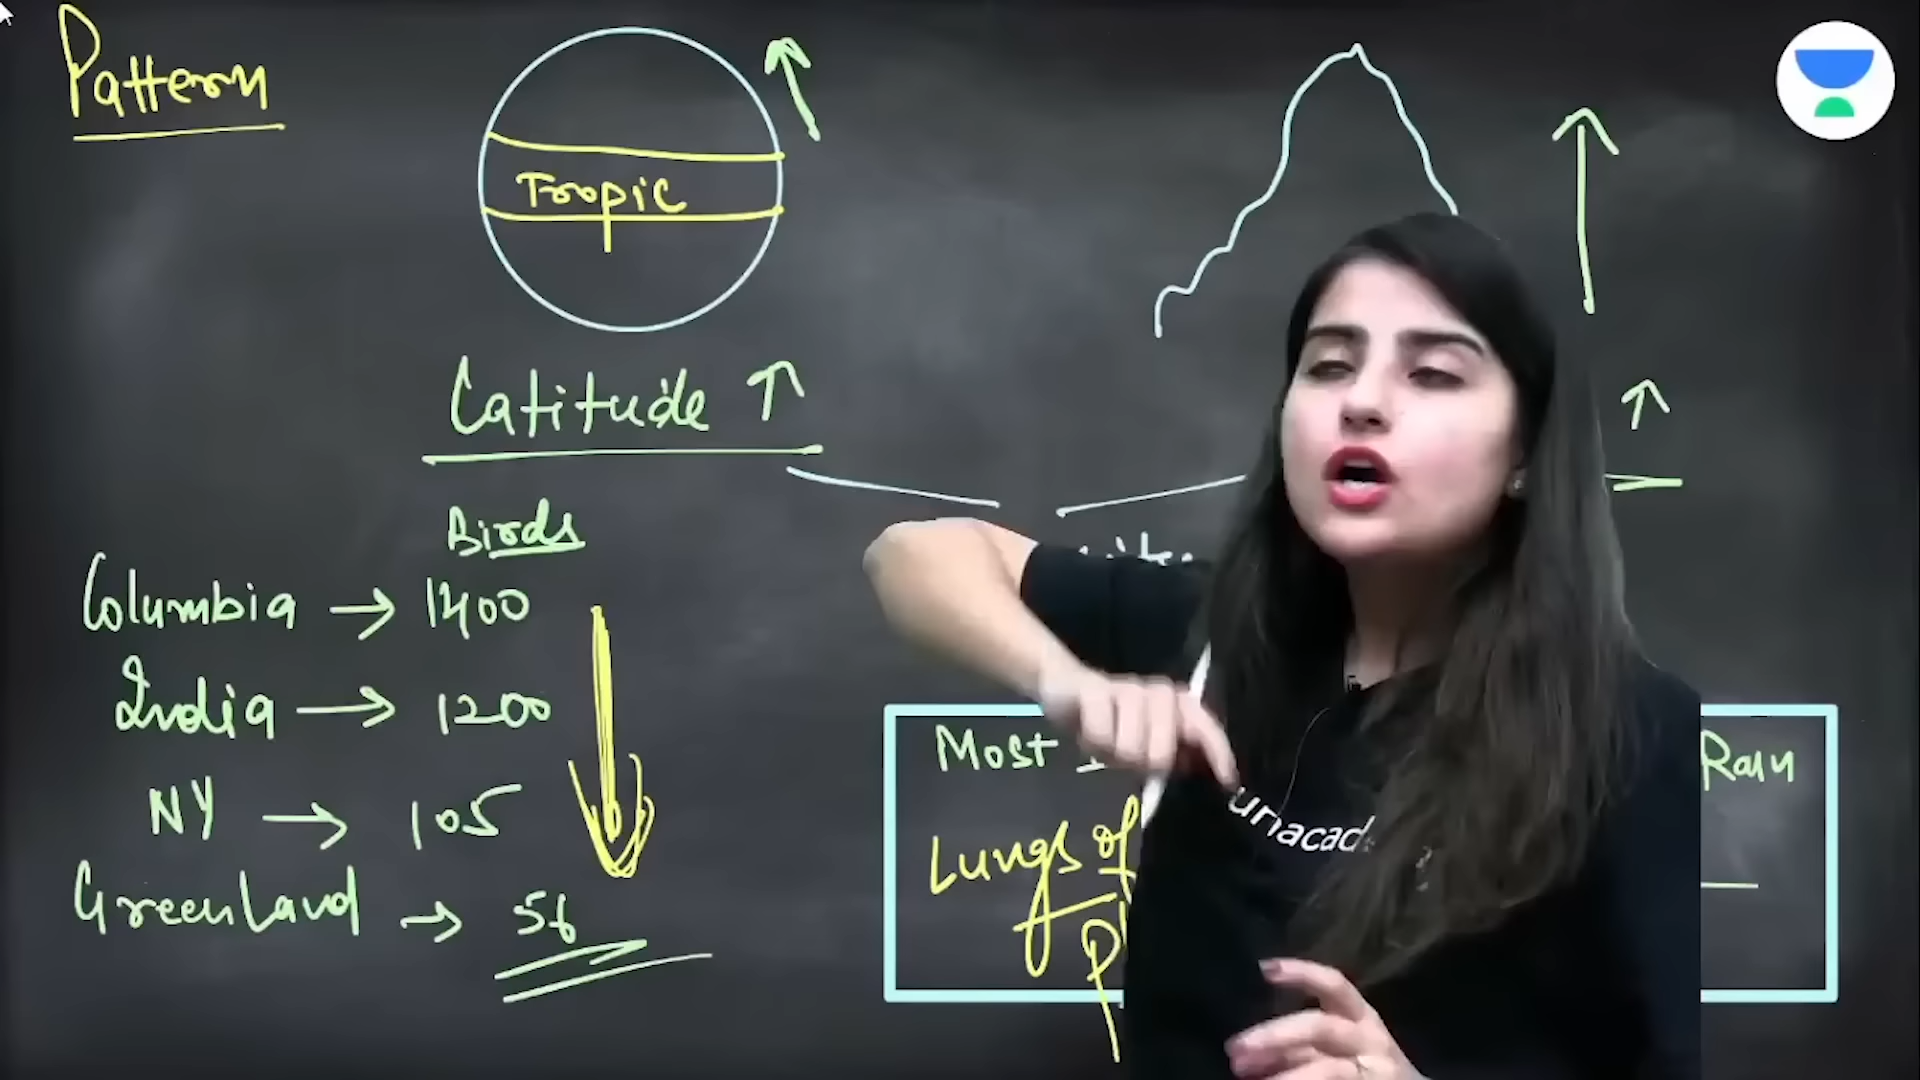 Pattern
Tropic
Latitude ↑
Birds
Columbia → 1400
India → 1200
NY → 105
Greenland → 56
↑
Most
Rain
Lungs of
unacad